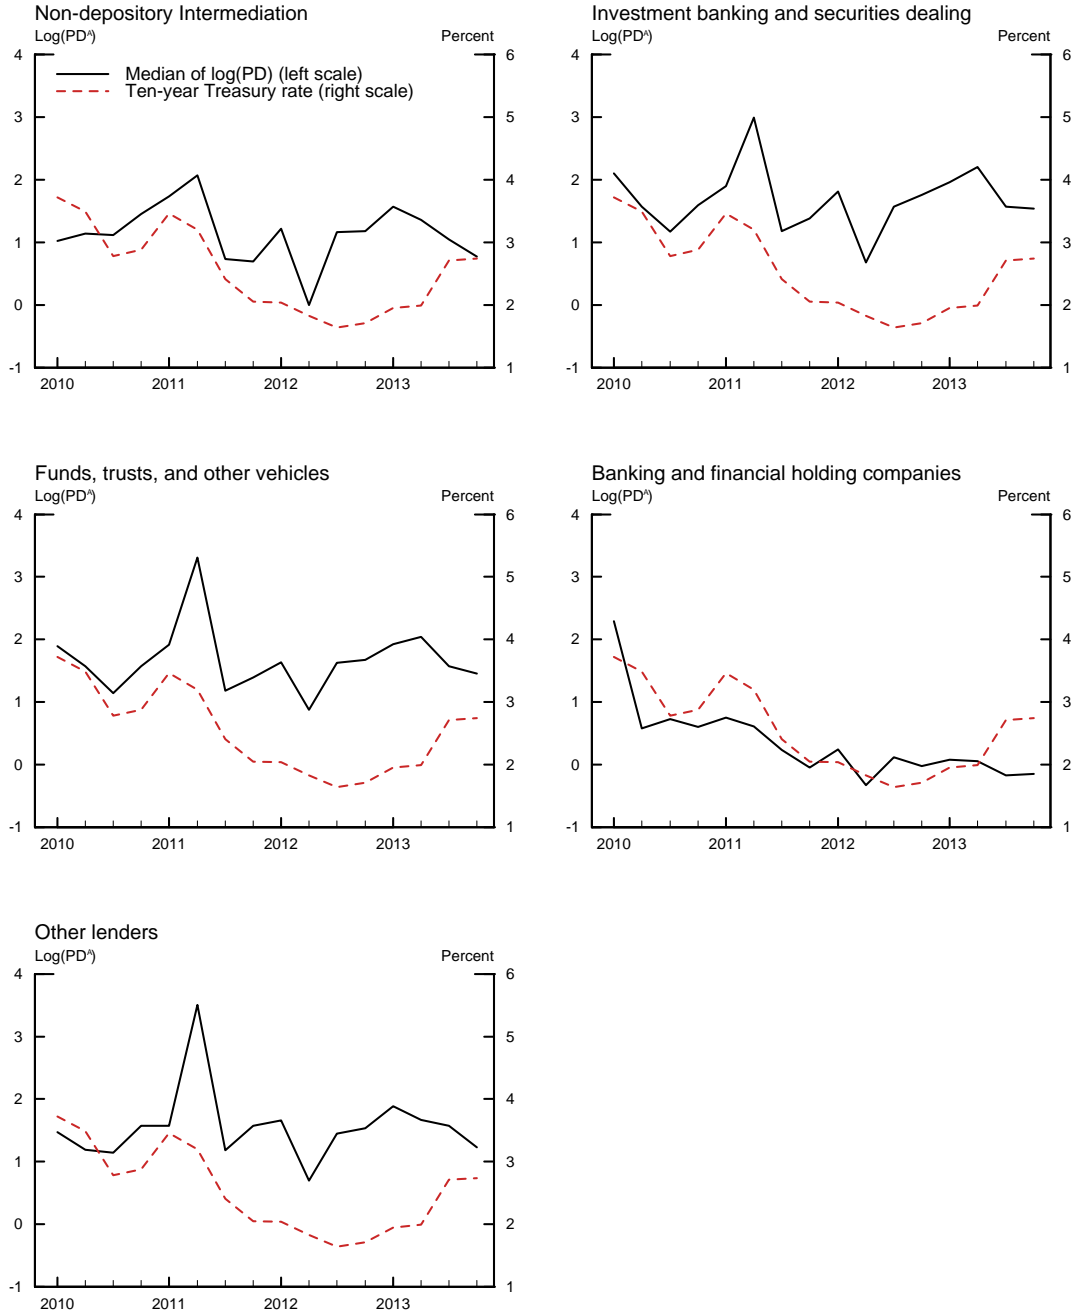 Non-depository Intermediation
Log(PDᴬ) Percent
4 6
Median of log(PD) (left scale)
Ten-year Treasury rate (right scale)
3 5
2 4
1 3
0 2
-1 1
2010 2011 2012 2013
Investment banking and securities dealing
Log(PDᴬ) Percent
4 6
3 5
2 4
1 3
0 2
-1 1
2010 2011 2012 2013
Funds, trusts, and other vehicles
Log(PDᴬ) Percent
4 6
3 5
2 4
1 3
0 2
-1 1
2010 2011 2012 2013
Banking and financial holding companies
Log(PDᴬ) Percent
4 6
3 5
2 4
1 3
0 2
-1 1
2010 2011 2012 2013
Other lenders
Log(PDᴬ) Percent
4 6
3 5
2 4
1 3
0 2
-1 1
2010 2011 2012 2013